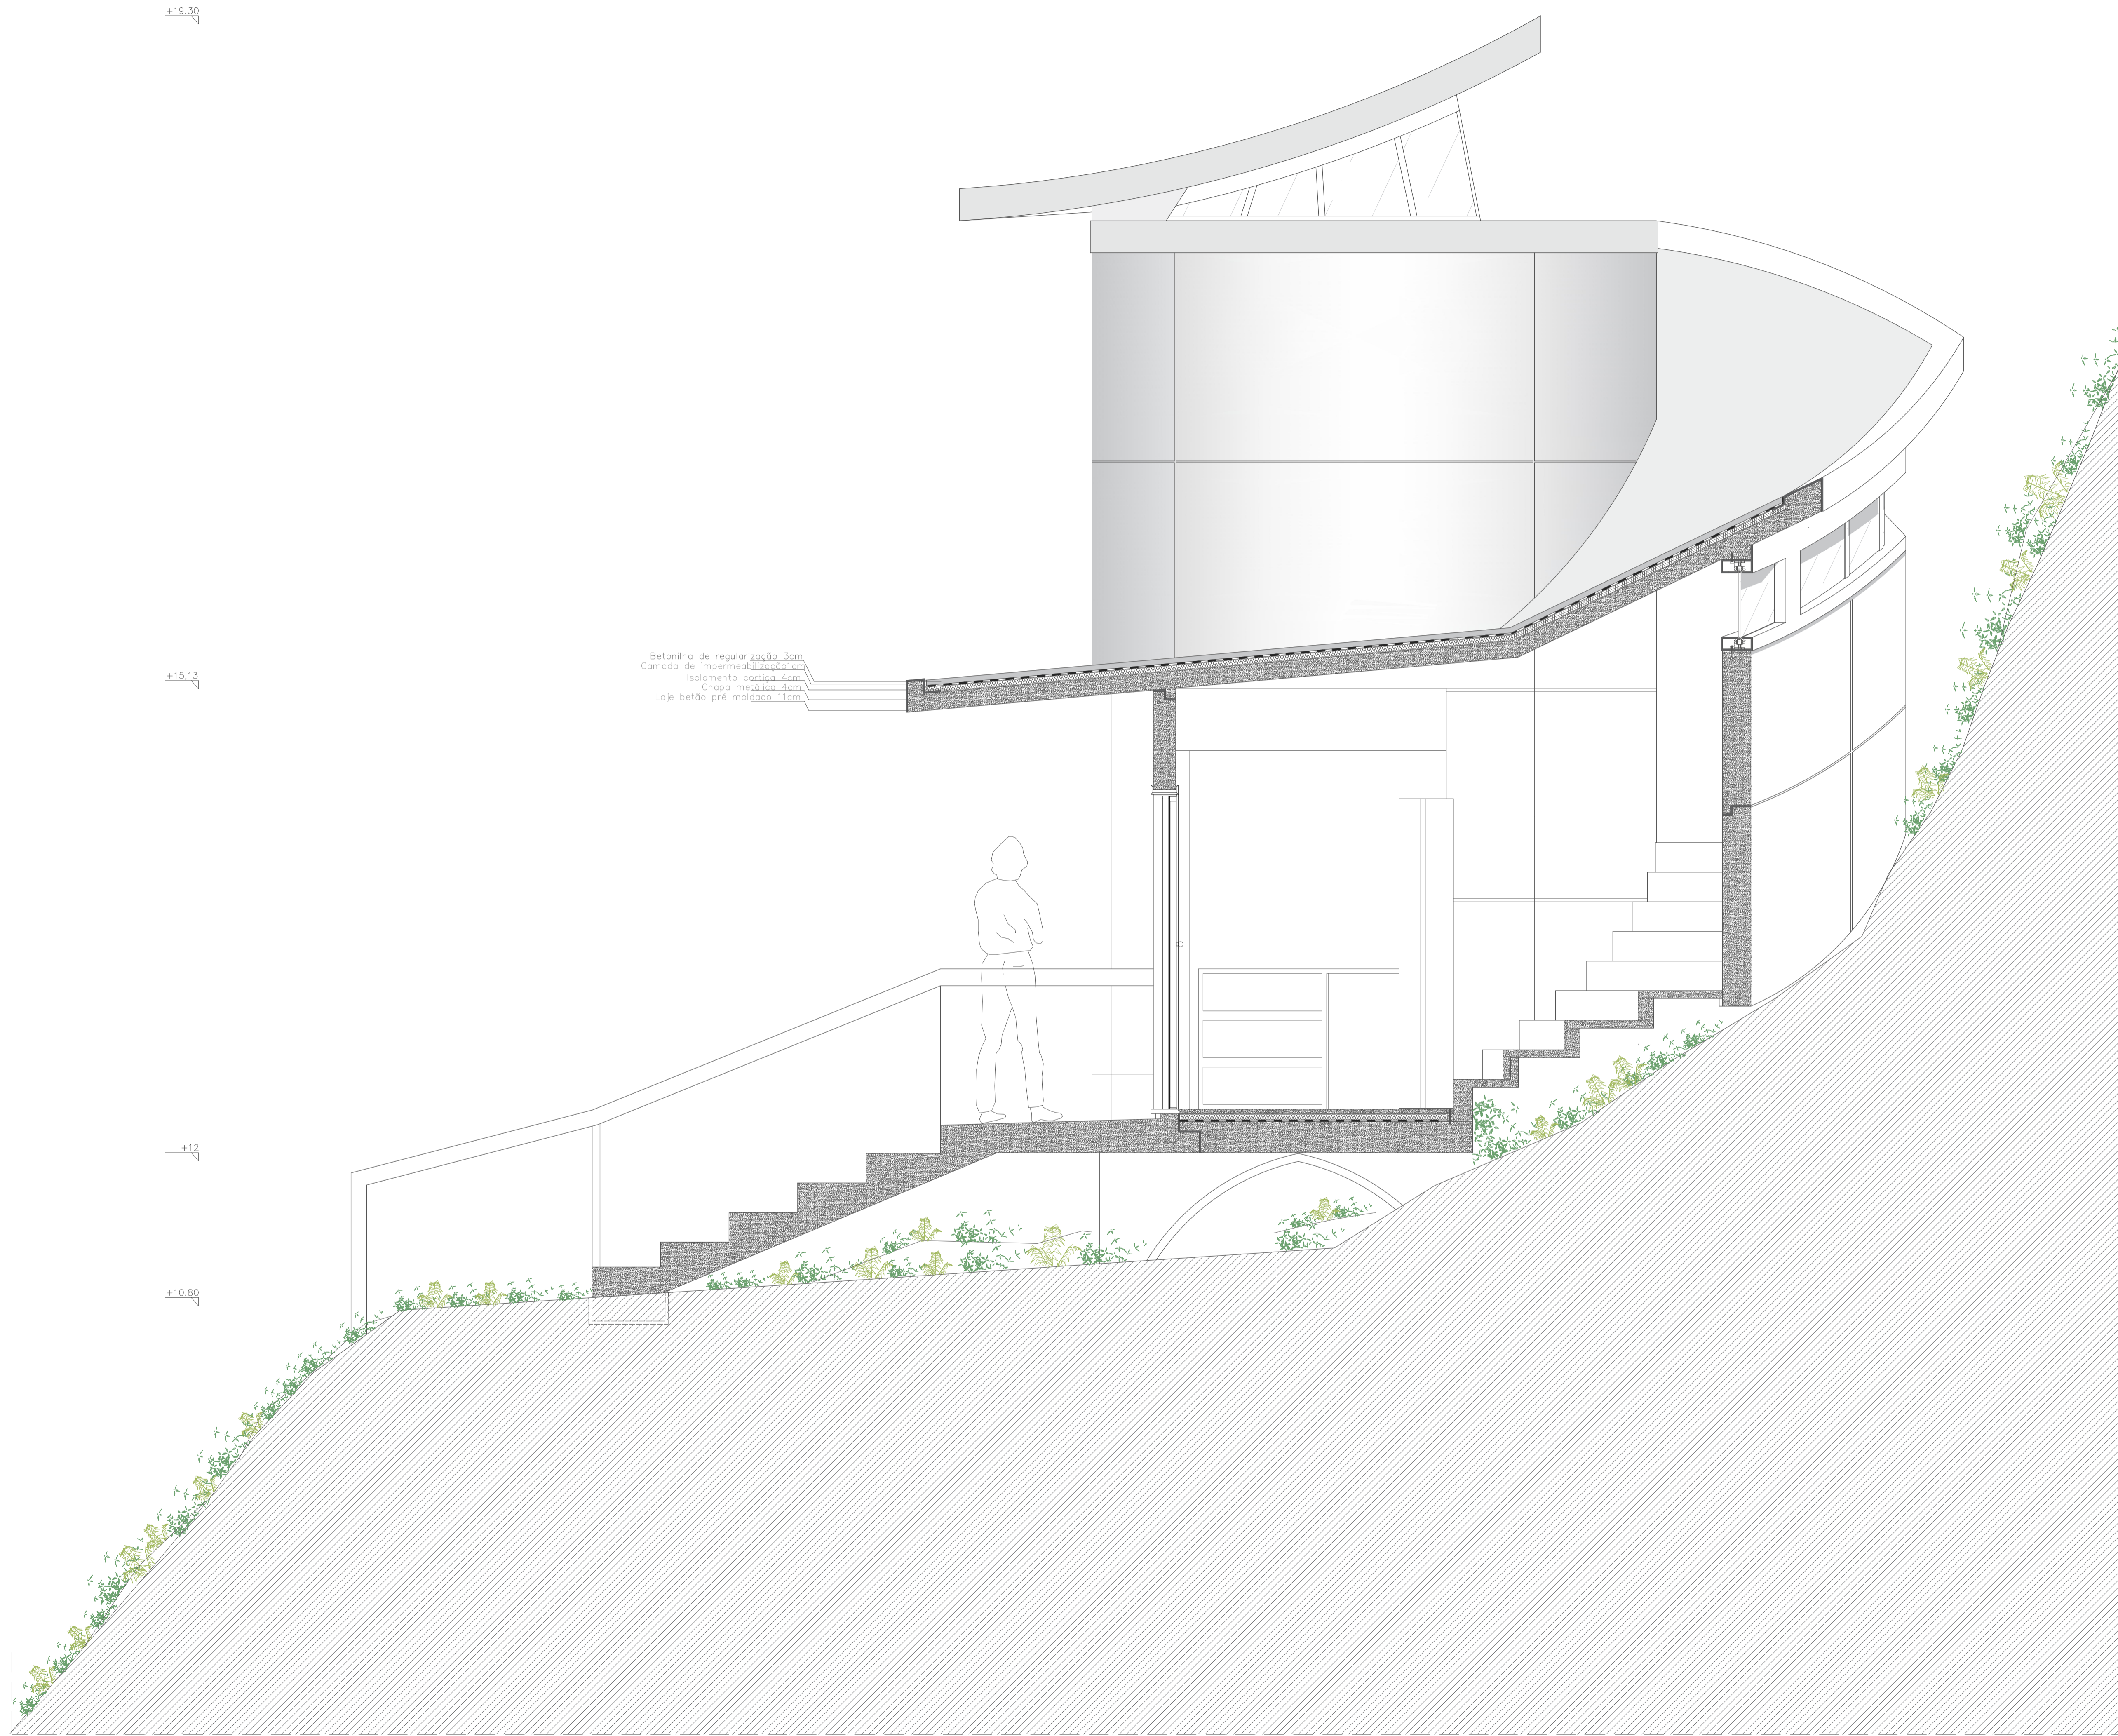 +19.30
Betonilha de regularização 3cm
Camada de impermeabilização1cm
Isolamento cortiça 4cm
+15,13
Chapa metálica 4cm
Laje betão pré moldado 11cm
+12
+10.80